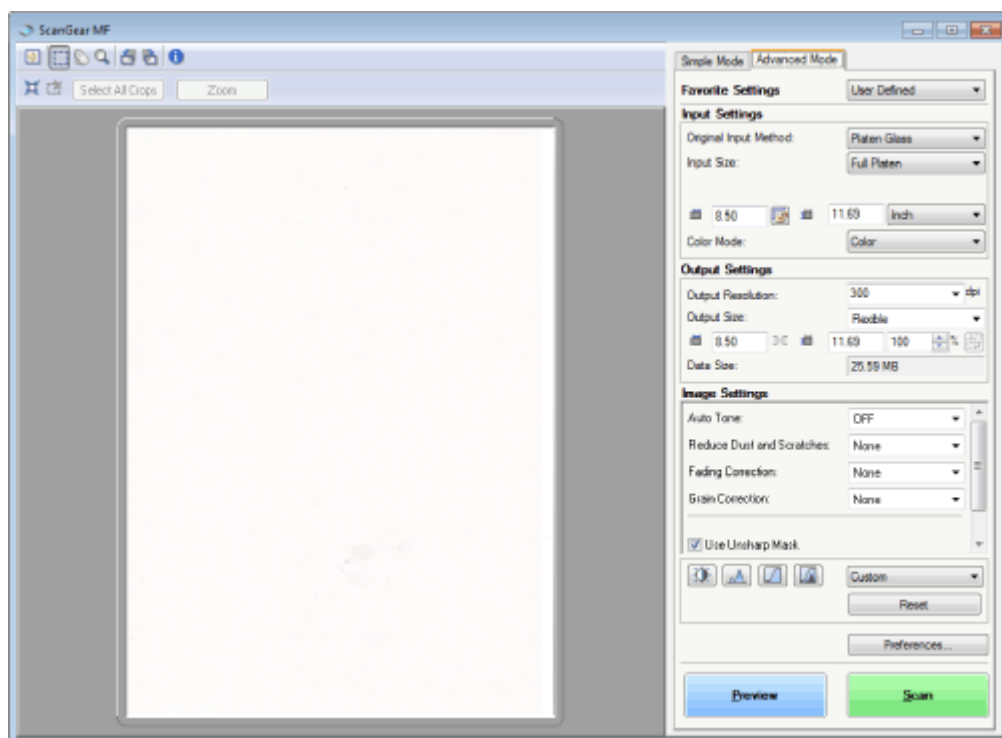 ScanGear MF
Simple Mode Advanced Mode
Select All Crops Zoom
Favorite Settings User Defined
Input Settings
Original Input Method: Platen Glass
Input Size: Full Platen
8.50 11.69 Inch
Color Mode: Color
Output Settings
Output Resolution: 300 dpi
Output Size: Flexible
8.50 11.69 100 %
Data Size: 25.59 MB
Image Settings
Auto Tone: OFF
Reduce Dust and Scratches: None
Fading Correction: None
Grain Correction: None
Use Unsharp Mask
Custom
Reset
Preferences...
Preview Scan